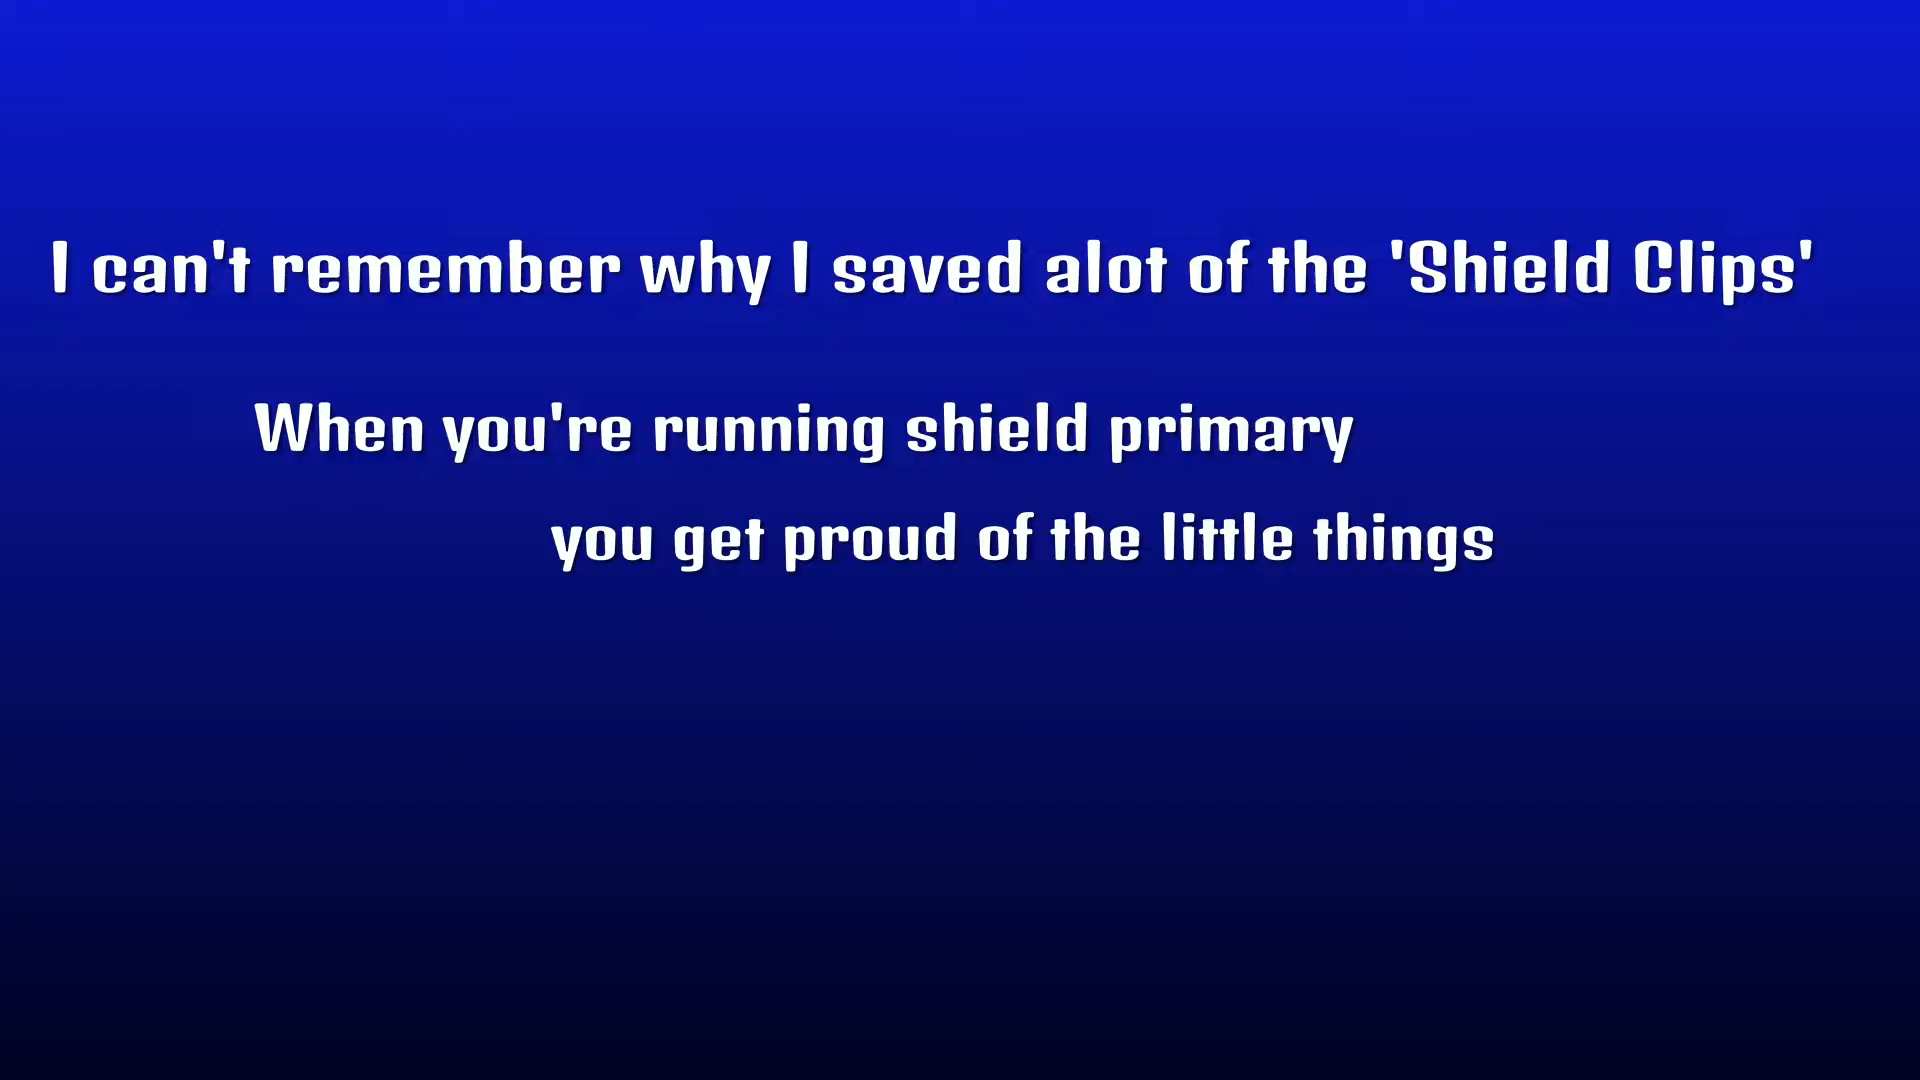 I can't remember why I saved alot of the 'Shield Clips'
When you're running shield primary
you get proud of the little things